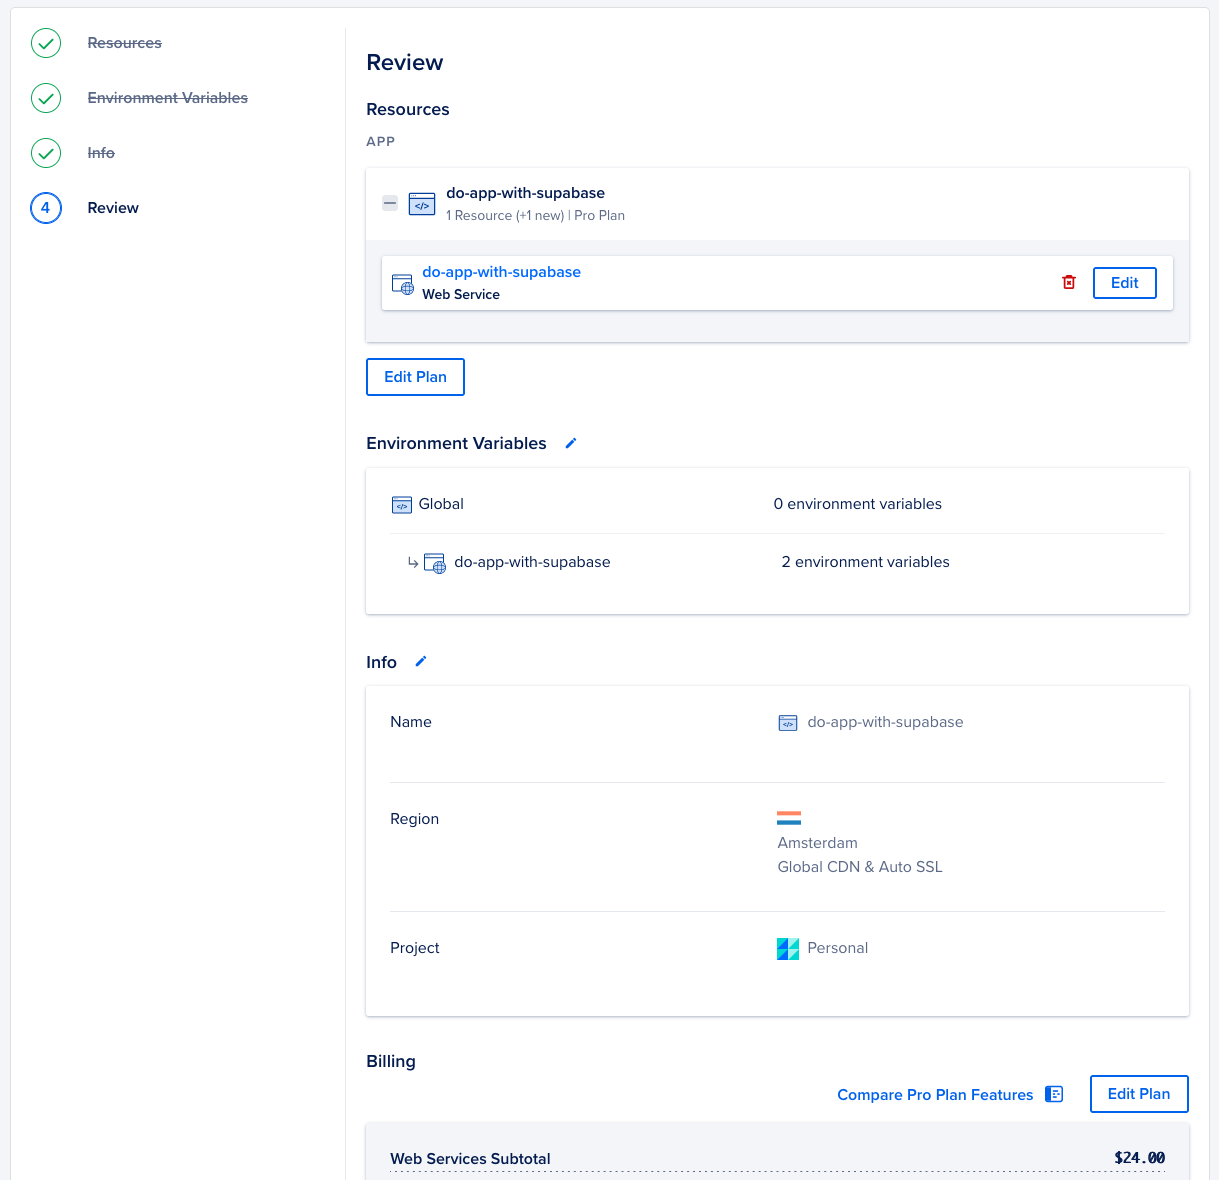 Resources
Environment Variables
Info
4 Review
Review
Resources
APP
do-app-with-supabase
1 Resource (+1 new) | Pro Plan
do-app-with-supabase
Web Service
Edit
Edit Plan
Environment Variables
Global 0 environment variables
do-app-with-supabase 2 environment variables
Info
Name do-app-with-supabase
Region
Amsterdam
Global CDN & Auto SSL
Project Personal
Billing
Compare Pro Plan Features Edit Plan
Web Services Subtotal $24.00